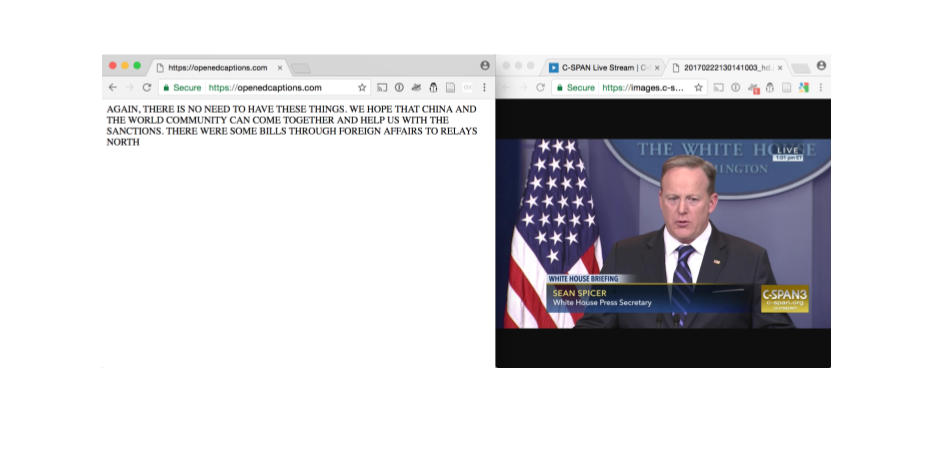 https://openedcaptions.com
Secure https://openedcaptions.com
AGAIN, THERE IS NO NEED TO HAVE THESE THINGS. WE HOPE THAT CHINA AND
THE WORLD COMMUNITY CAN COME TOGETHER AND HELP US WITH THE
SANCTIONS. THERE WERE SOME BILLS THROUGH FOREIGN AFFAIRS TO RELAYS
NORTH
C-SPAN Live Stream | C-
20170222130141003_hd.
Secure https://images.c-s...
THE WHITE HOUSE
LIVE
1:01 pm ET
WHITE HOUSE BRIEFING
SEAN SPICER
White House Press Secretary
C-SPAN3
c-span.org